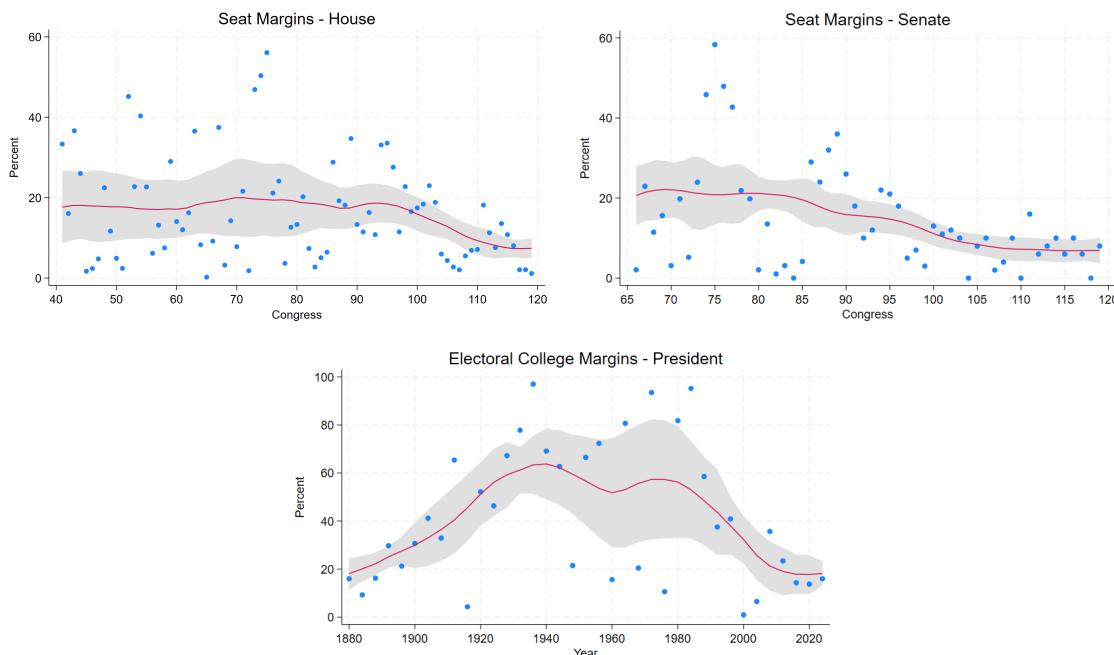 Seat Margins - House
60
40
20
0
Percent
40 50 60 70 80 90 100 110 120
Congress
Seat Margins - Senate
60
40
20
0
Percent
65 70 75 80 85 90 95 100 105 110 115 120
Congress
Electoral College Margins - President
100
80
60
40
20
0
Percent
1880 1900 1920 1940 1960 1980 2000 2020
Year